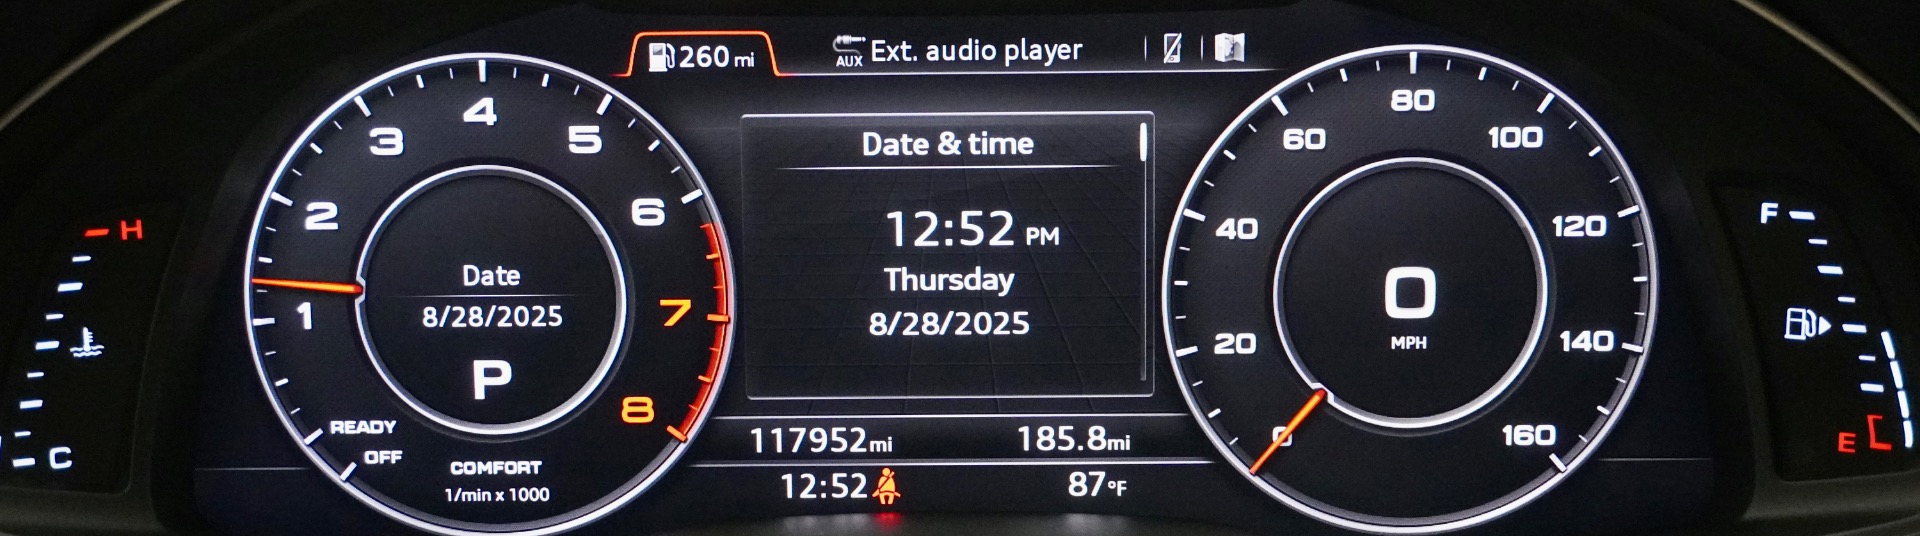 260 mi
AUX Ext. audio player
H
C
1
2
3
4
5
6
7
8
READY
OFF
Date
8/28/2025
P
COMFORT
1/min x 1000
Date & time
12:52 PM
Thursday
8/28/2025
117952mi 185.8mi
12:52 87°F
0
20
40
60
80
100
120
140
160
0
MPH
F
E